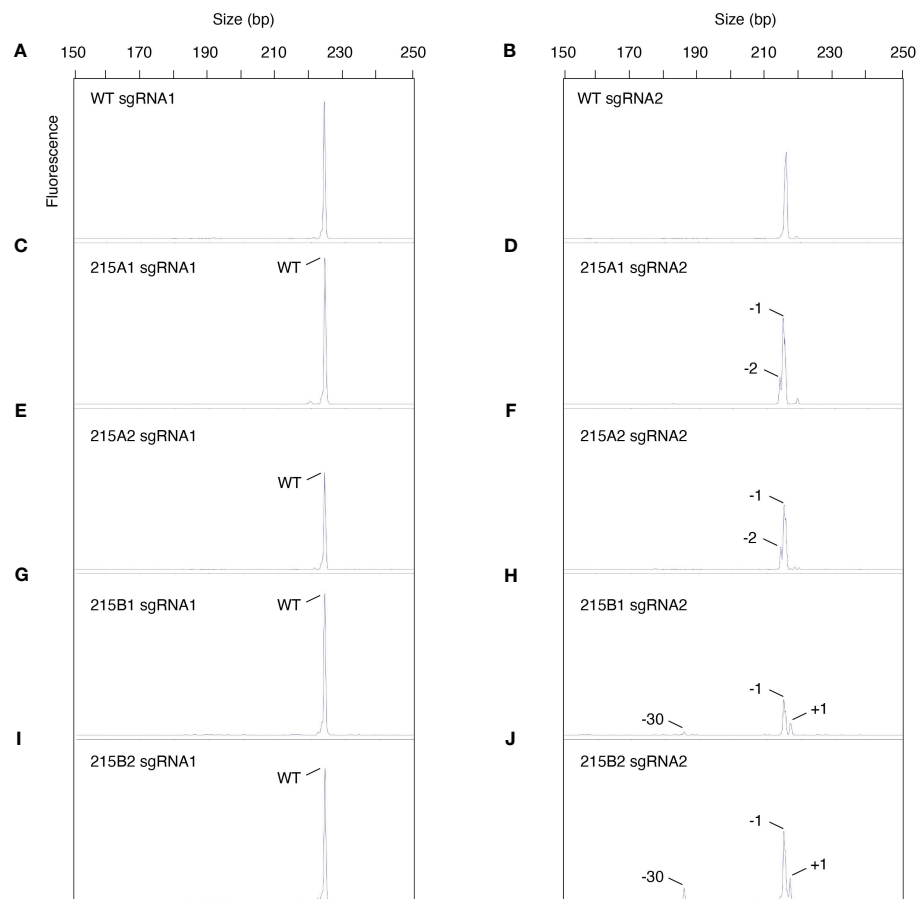 Size (bp)
Size (bp)
A
150 170 190 210 230 250
B
150 170 190 210 230 250
Fluorescence
WT sgRNA1
WT sgRNA2
C
215A1 sgRNA1
WT
D
215A1 sgRNA2
-1
-2
E
215A2 sgRNA1
WT
F
215A2 sgRNA2
-1
-2
G
215B1 sgRNA1
WT
H
215B1 sgRNA2
-1
+1
-30
I
215B2 sgRNA1
WT
J
215B2 sgRNA2
-1
+1
-30